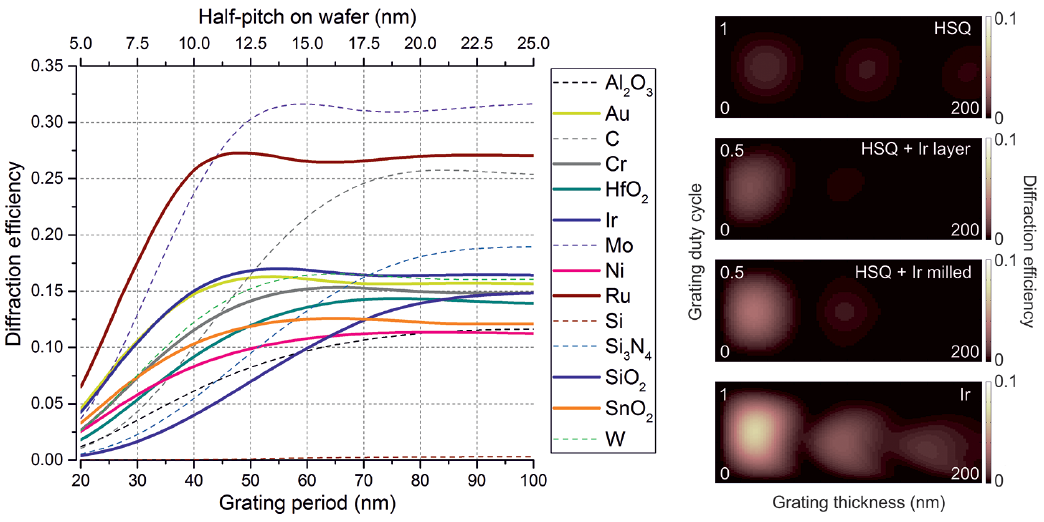 Half-pitch on wafer (nm)
5.0 7.5 10.0 12.5 15.0 17.5 20.0 22.5 25.0
0.35
0.30
0.25
0.20
0.15
0.10
0.05
0.00
Diffraction efficiency
20 30 40 50 60 70 80 90 100
Grating period (nm)
Al₂O₃
Au
C
Cr
HfO₂
Ir
Mo
Ni
Ru
Si
Si₃N₄
SiO₂
SnO₂
W
Grating duty cycle
1 HSQ
0 200
0.1
0
0.5 HSQ + Ir layer
0 200
0.1
0
0.5 HSQ + Ir milled
0 200
0.1
0
1 Ir
0 200
0.1
0
Diffraction efficiency
Grating thickness (nm)